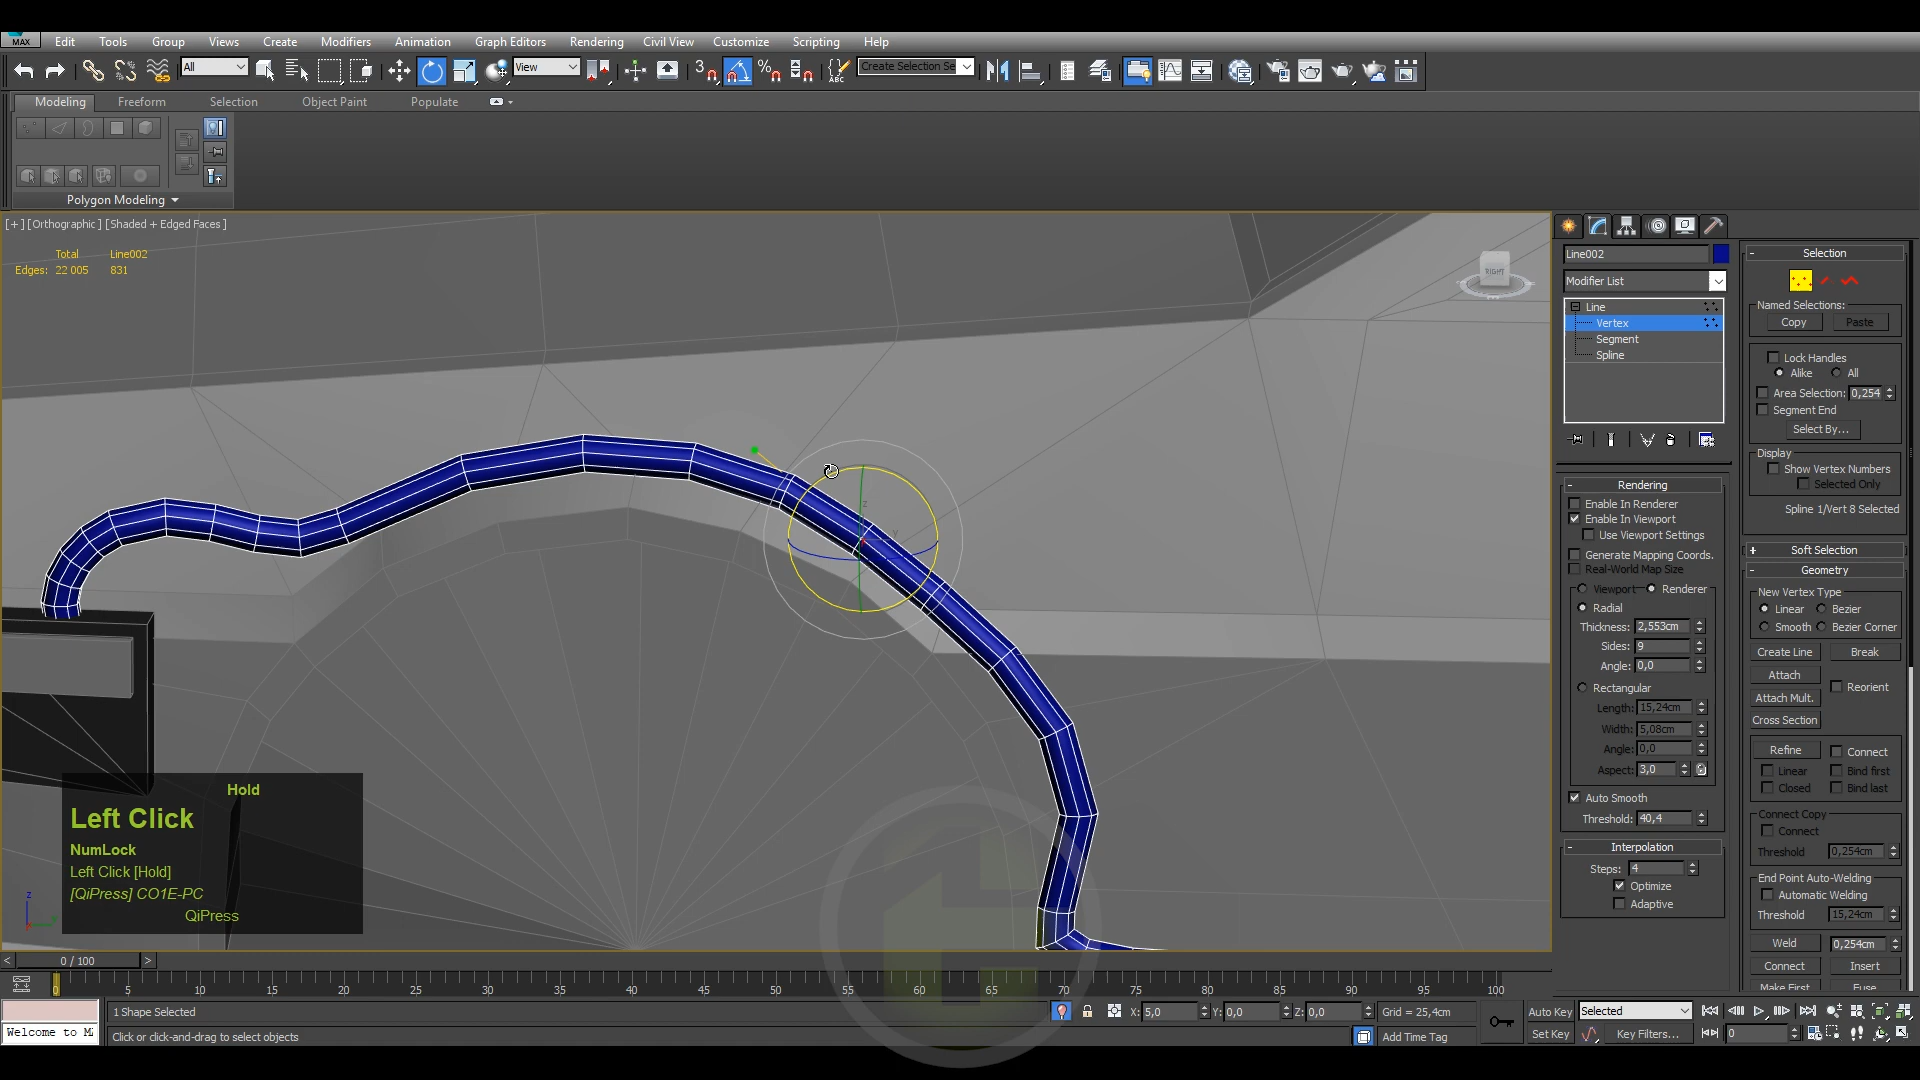 MAX
Edit Tools Group Views Create Modifiers Animation Graph Editors Rendering Civil View Customize Scripting Help
All View 3 % ABC Create Selection Se
Modeling Freeform Selection Object Paint Populate
Polygon Modeling
[+] [Orthographic] [Shaded + Edged Faces]
Total Line002
Edges: 22 005 831
RIGHT
z
y
Hold
Left Click
NumLock
Left Click [Hold]
[QiPress] CO1E-PC
QiPress
z
Line002
Modifier List
Line
Vertex
Segment
Spline
Rendering
Enable In Renderer
Enable In Viewport
Use Viewport Settings
Generate Mapping Coords.
Real-World Map Size
Viewport Renderer
Radial
Thickness: 2,553cm
Sides: 9
Angle: 0,0
Rectangular
Length: 15,24cm
Width: 5,08cm
Angle: 0,0
Aspect: 3,0
Auto Smooth
Threshold: 40,4
Interpolation
Steps: 4
Optimize
Adaptive
Selection
Named Selections:
Copy Paste
Lock Handles
Alike All
Area Selection: 0,254
Segment End
Select By...
Display
Show Vertex Numbers
Selected Only
Spline 1/Vert 8 Selected
Soft Selection
Geometry
New Vertex Type
Linear Bezier
Smooth Bezier Corner
Create Line Break
Attach
Reorient
Attach Mult.
Cross Section
Refine Connect
Linear Bind first
Closed Bind last
Connect Copy
Connect
Threshold 0,254cm
End Point Auto-Welding
Automatic Welding
Threshold 15,24cm
Weld 0,254cm
Connect Insert
Make First Fuse
< 0 / 100 >
0 5 10 15 20 25 30 35 40 45 50 55 60 65 70 75 80 85 90 95 100
1 Shape Selected X: 5,0 Y: 0,0 Z: 0,0 Grid = 25,4cm Auto Key Selected
Welcome to Click or click-and-drag to select objects Add Time Tag Set Key Key Filters... 0